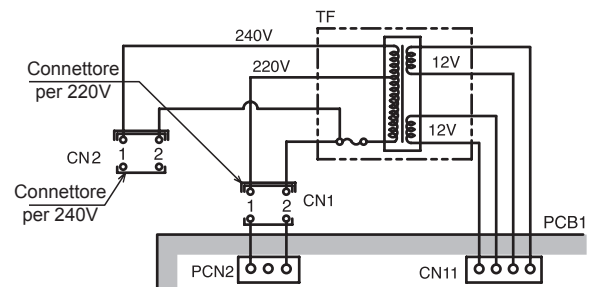 TF
240V
Connettore
per 220V
220V
12V
12V
CN2
1 2
Connettore
per 240V
1 2
CN1
PCB1
PCN2
CN11